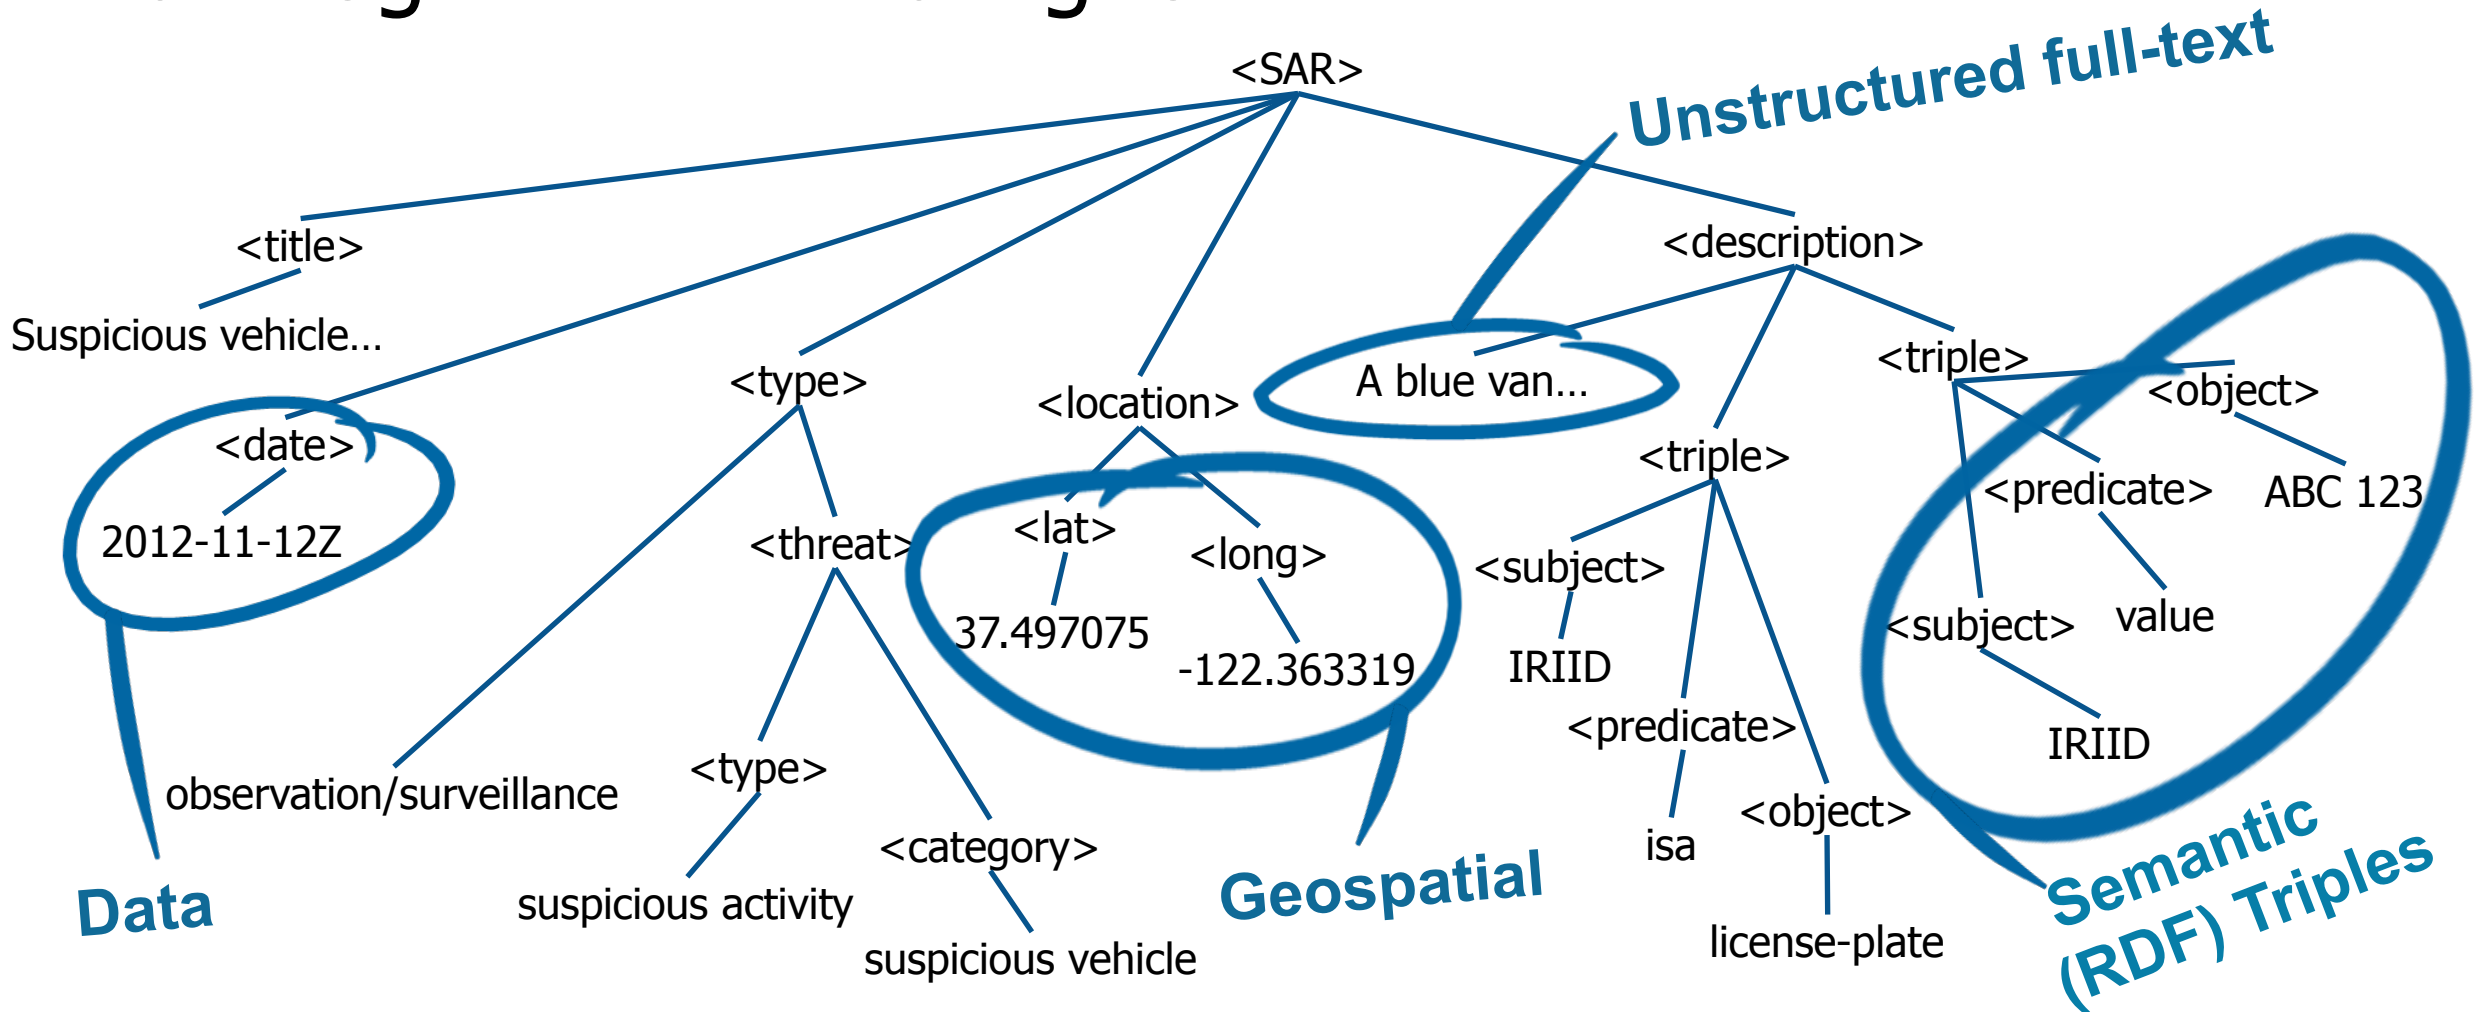 <SAR>
Unstructured full-text
<title>
<description>
Suspicious vehicle...
<triple>
<type>
A blue van...
<object>
<location>
<date>
<triple>
<predicate>
ABC 123
2012-11-12Z
<threat>
<lat>
<long>
<subject>
37.497075
<subject>
value
-122.363319
IRIID
<predicate>
IRIID
<type>
observation/surveillance
<object>
<category>
isa
Data
suspicious activity
Geospatial
license-plate
suspicious vehicle
Semantic
(RDF) Triples